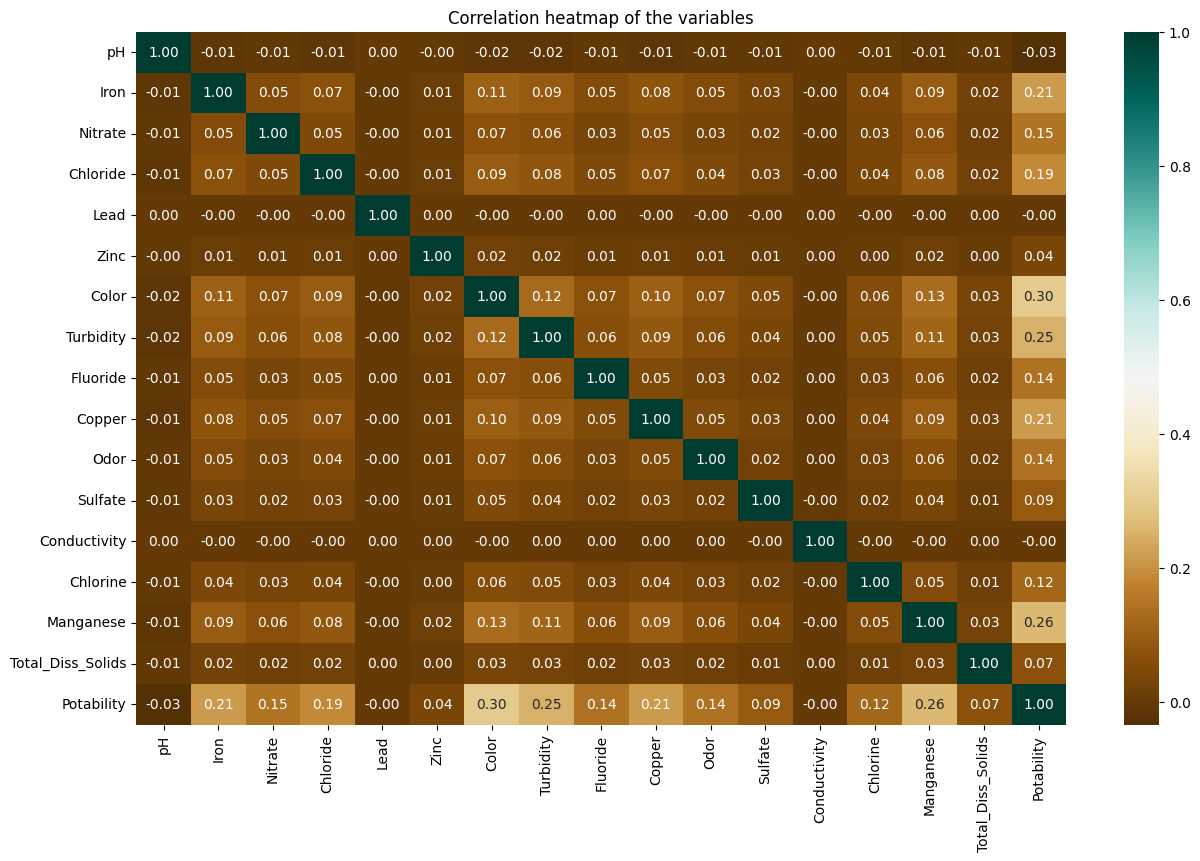 Correlation heatmap of the variables
pH 1.00 -0.01 -0.01 -0.01 0.00 -0.00 -0.02 -0.02 -0.01 -0.01 -0.01 -0.01 0.00 -0.01 -0.01 -0.01 -0.03
Iron -0.01 1.00 0.05 0.07 -0.00 0.01 0.11 0.09 0.05 0.08 0.05 0.03 -0.00 0.04 0.09 0.02 0.21
Nitrate -0.01 0.05 1.00 0.05 -0.00 0.01 0.07 0.06 0.03 0.05 0.03 0.02 -0.00 0.03 0.06 0.02 0.15
Chloride -0.01 0.07 0.05 1.00 -0.00 0.01 0.09 0.08 0.05 0.07 0.04 0.03 -0.00 0.04 0.08 0.02 0.19
Lead 0.00 -0.00 -0.00 -0.00 1.00 0.00 -0.00 -0.00 0.00 -0.00 -0.00 -0.00 0.00 -0.00 -0.00 0.00 -0.00
Zinc -0.00 0.01 0.01 0.01 0.00 1.00 0.02 0.02 0.01 0.01 0.01 0.01 0.00 0.00 0.02 0.00 0.04
Color -0.02 0.11 0.07 0.09 -0.00 0.02 1.00 0.12 0.07 0.10 0.07 0.05 -0.00 0.06 0.13 0.03 0.30
Turbidity -0.02 0.09 0.06 0.08 -0.00 0.02 0.12 1.00 0.06 0.09 0.06 0.04 0.00 0.05 0.11 0.03 0.25
Fluoride -0.01 0.05 0.03 0.05 0.00 0.01 0.07 0.06 1.00 0.05 0.03 0.02 0.00 0.03 0.06 0.02 0.14
Copper -0.01 0.08 0.05 0.07 -0.00 0.01 0.10 0.09 0.05 1.00 0.05 0.03 0.00 0.04 0.09 0.03 0.21
Odor -0.01 0.05 0.03 0.04 -0.00 0.01 0.07 0.06 0.03 0.05 1.00 0.02 0.00 0.03 0.06 0.02 0.14
Sulfate -0.01 0.03 0.02 0.03 -0.00 0.01 0.05 0.04 0.02 0.03 0.02 1.00 -0.00 0.02 0.04 0.01 0.09
Conductivity 0.00 -0.00 -0.00 -0.00 0.00 0.00 -0.00 0.00 0.00 0.00 0.00 -0.00 1.00 -0.00 -0.00 0.00 -0.00
Chlorine -0.01 0.04 0.03 0.04 -0.00 0.00 0.06 0.05 0.03 0.04 0.03 0.02 -0.00 1.00 0.05 0.01 0.12
Manganese -0.01 0.09 0.06 0.08 -0.00 0.02 0.13 0.11 0.06 0.09 0.06 0.04 -0.00 0.05 1.00 0.03 0.26
Total_Diss_Solids -0.01 0.02 0.02 0.02 0.00 0.00 0.03 0.03 0.02 0.03 0.02 0.01 0.00 0.01 0.03 1.00 0.07
Potability -0.03 0.21 0.15 0.19 -0.00 0.04 0.30 0.25 0.14 0.21 0.14 0.09 -0.00 0.12 0.26 0.07 1.00
pH Iron Nitrate Chloride Lead Zinc Color Turbidity Fluoride Copper Odor Sulfate Conductivity Chlorine Manganese Total_Diss_Solids Potability
1.0
0.8
0.6
0.4
0.2
0.0